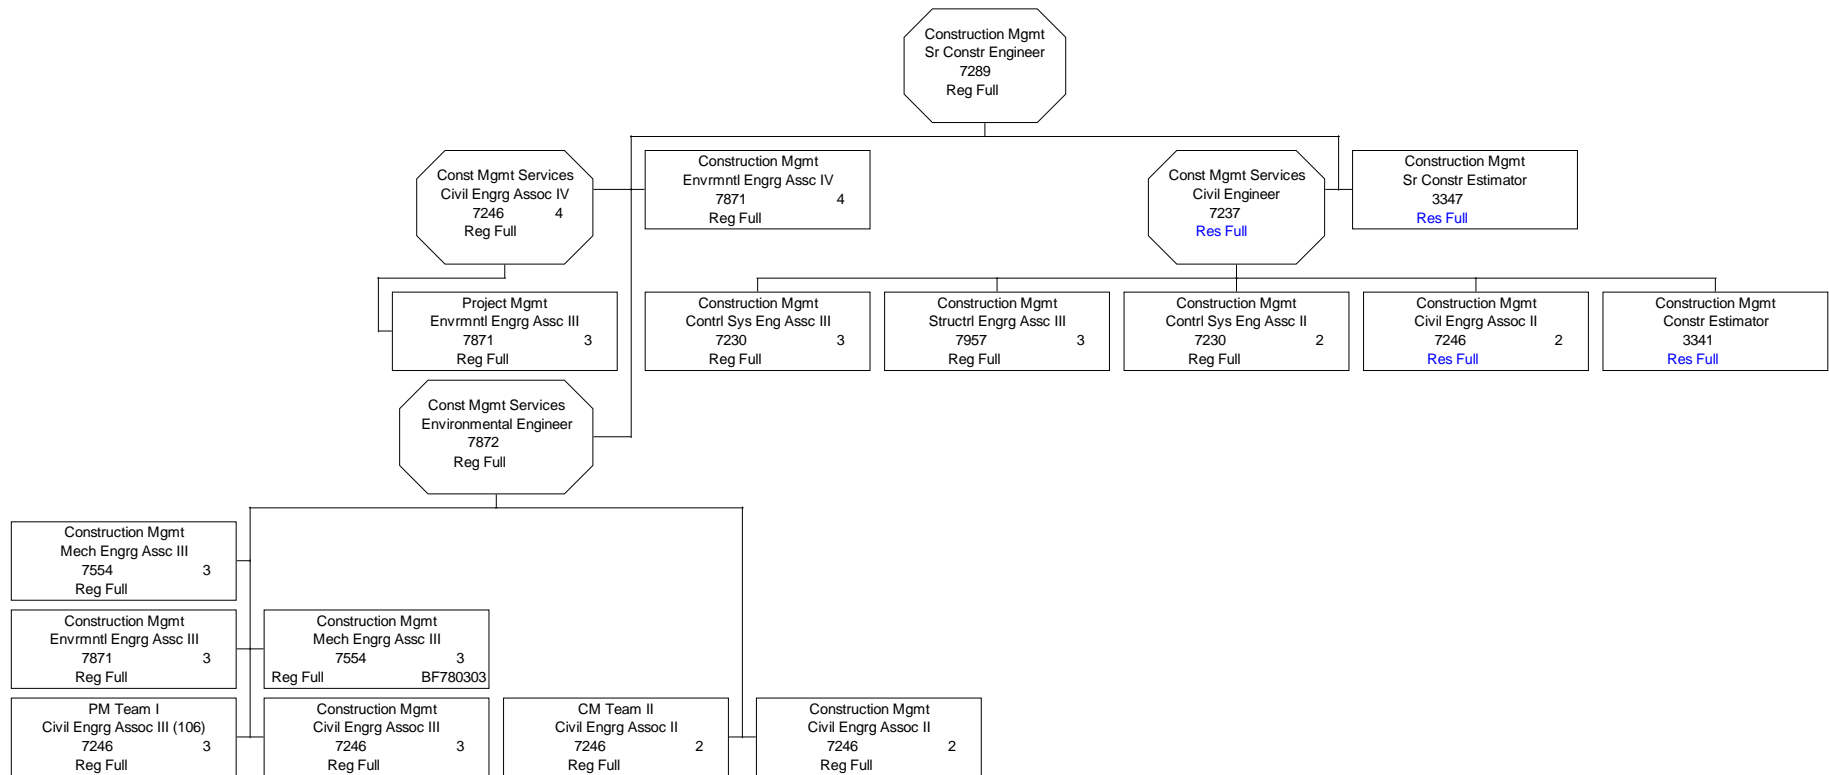 Construction Mgmt
Sr Constr Engineer
7289
Reg Full
Const Mgmt Services
Civil Engrg Assoc IV
7246 4
Reg Full
Construction Mgmt
Envrmntl Engrg Assc IV
7871 4
Reg Full
Const Mgmt Services
Civil Engineer
7237
Res Full
Construction Mgmt
Sr Constr Estimator
3347
Res Full
Project Mgmt
Envrmntl Engrg Assc III
7871 3
Reg Full
Construction Mgmt
Contrl Sys Eng Assc III
7230 3
Reg Full
Construction Mgmt
Structrl Engrg Assc III
7957 3
Reg Full
Construction Mgmt
Contrl Sys Eng Assc II
7230 2
Reg Full
Construction Mgmt
Civil Engrg Assoc II
7246 2
Res Full
Construction Mgmt
Constr Estimator
3341
Res Full
Const Mgmt Services
Environmental Engineer
7872
Reg Full
Construction Mgmt
Mech Engrg Assc III
7554 3
Reg Full
Construction Mgmt
Envrmntl Engrg Assc III
7871 3
Reg Full
Construction Mgmt
Mech Engrg Assc III
7554 3
Reg Full BF780303
PM Team I
Civil Engrg Assoc III (106)
7246 3
Reg Full
Construction Mgmt
Civil Engrg Assoc III
7246 3
Reg Full
CM Team II
Civil Engrg Assoc II
7246 2
Reg Full
Construction Mgmt
Civil Engrg Assoc II
7246 2
Reg Full